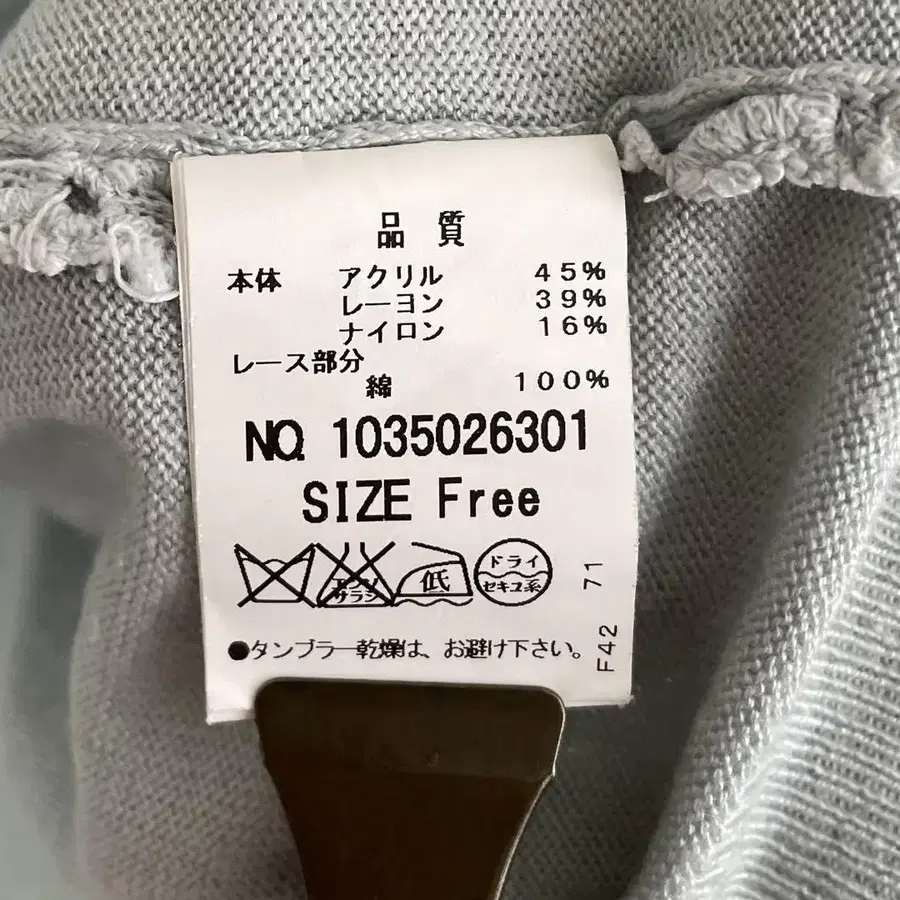 品 質
本体 アクリル 45%
レーヨン 39%
ナイロン 16%
レース部分
綿 100%
NO. 1035026301
SIZE Free
エンソ
サラシ
低
ドライ
セキユ系
●タンブラー乾燥は、お避け下さい。
71
F42